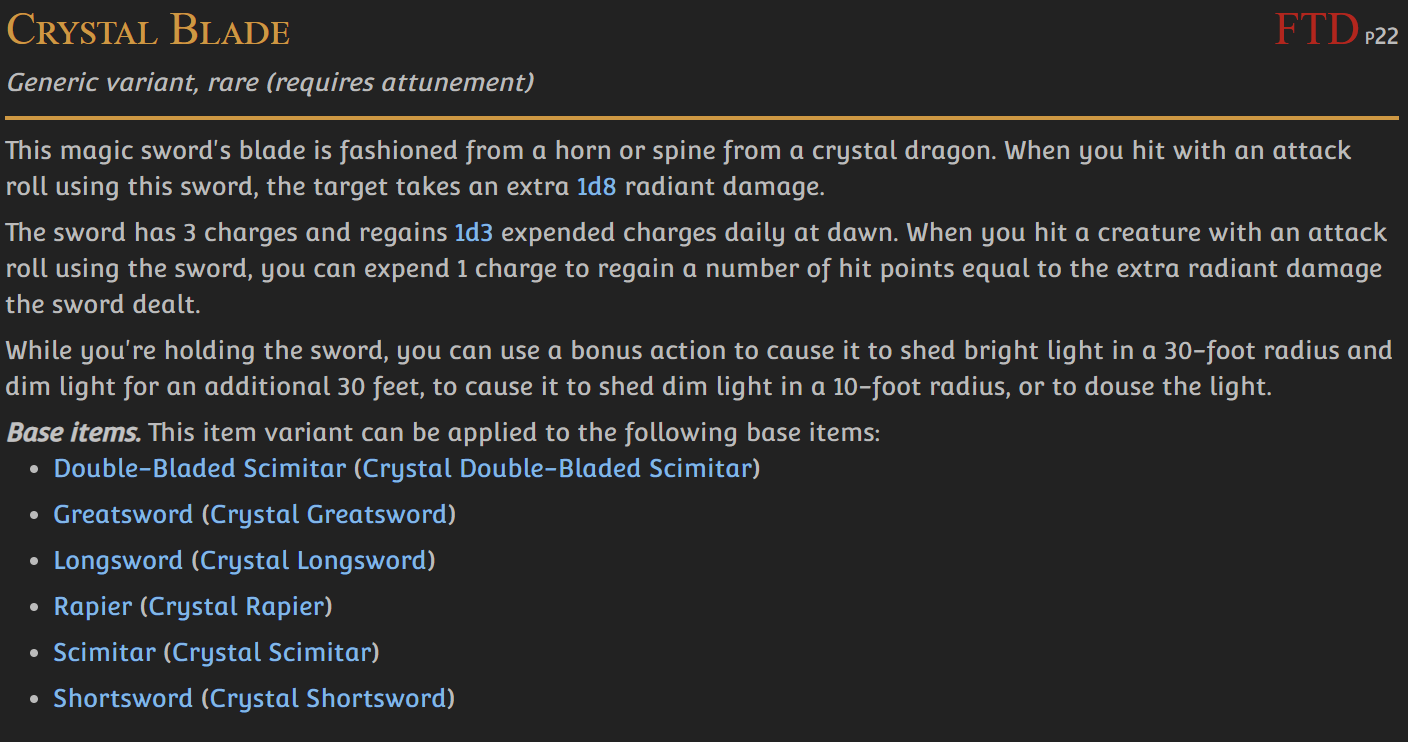 Crystal Blade FTD P22
Generic variant, rare (requires attunement)
This magic sword's blade is fashioned from a horn or spine from a crystal dragon. When you hit with an attack
roll using this sword, the target takes an extra 1d8 radiant damage.
The sword has 3 charges and regains 1d3 expended charges daily at dawn. When you hit a creature with an attack
roll using the sword, you can expend 1 charge to regain a number of hit points equal to the extra radiant damage
the sword dealt.
While you're holding the sword, you can use a bonus action to cause it to shed bright light in a 30-foot radius and
dim light for an additional 30 feet, to cause it to shed dim light in a 10-foot radius, or to douse the light.
Base items. This item variant can be applied to the following base items:
• Double-Bladed Scimitar (Crystal Double-Bladed Scimitar)
• Greatsword (Crystal Greatsword)
• Longsword (Crystal Longsword)
• Rapier (Crystal Rapier)
• Scimitar (Crystal Scimitar)
• Shortsword (Crystal Shortsword)